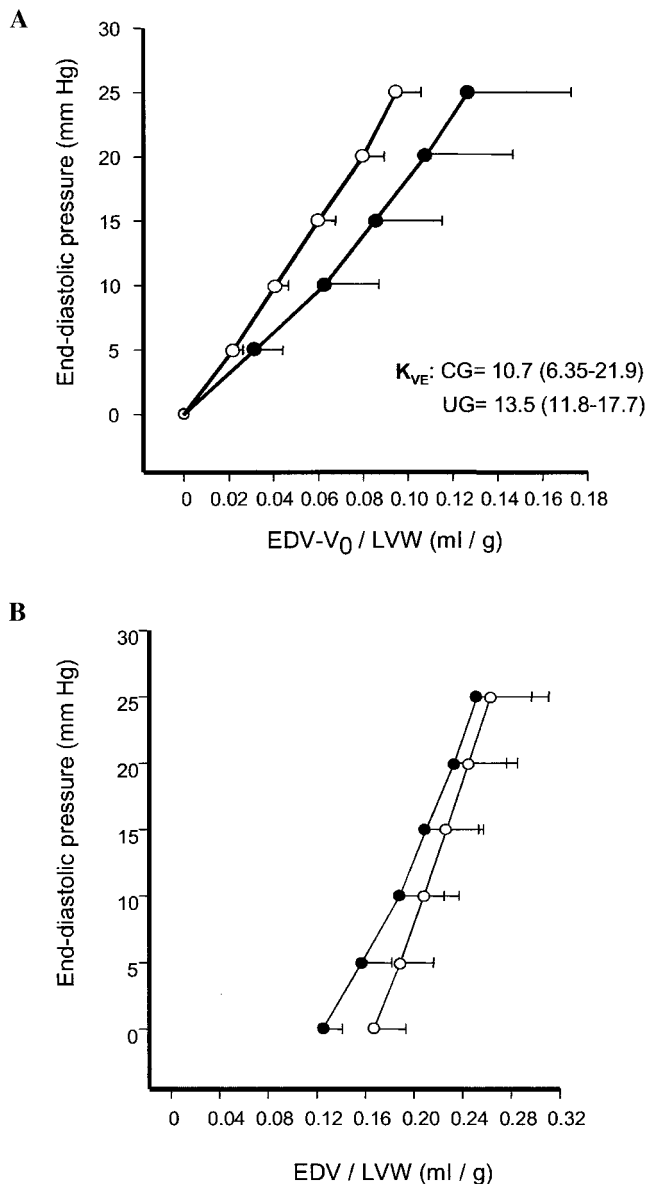 A
30
25
20
15
10
5
0
End-diastolic pressure (mm Hg)
K_VE: CG= 10.7 (6.35-21.9)
UG= 13.5 (11.8-17.7)
0 0.02 0.04 0.06 0.08 0.10 0.12 0.14 0.16 0.18
EDV-V_0 / LVW (ml / g)
B
30
25
20
15
10
5
0
End-diastolic pressure (mm Hg)
0 0.04 0.08 0.12 0.16 0.20 0.24 0.28 0.32
EDV / LVW (ml / g)